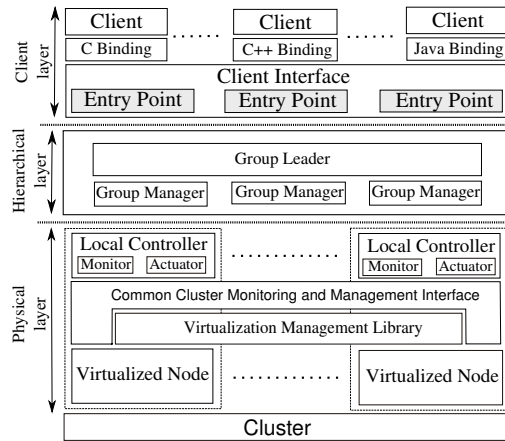 Client Client Client
C Binding C++ Binding Java Binding
Client Interface
Entry Point Entry Point Entry Point
Client
layer
Group Leader
Group Manager Group Manager Group Manager
Hierarchical
layer
Local Controller Local Controller
Monitor Actuator Monitor Actuator
Common Cluster Monitoring and Management Interface
Virtualization Management Library
Virtualized Node Virtualized Node
Physical
layer
Cluster